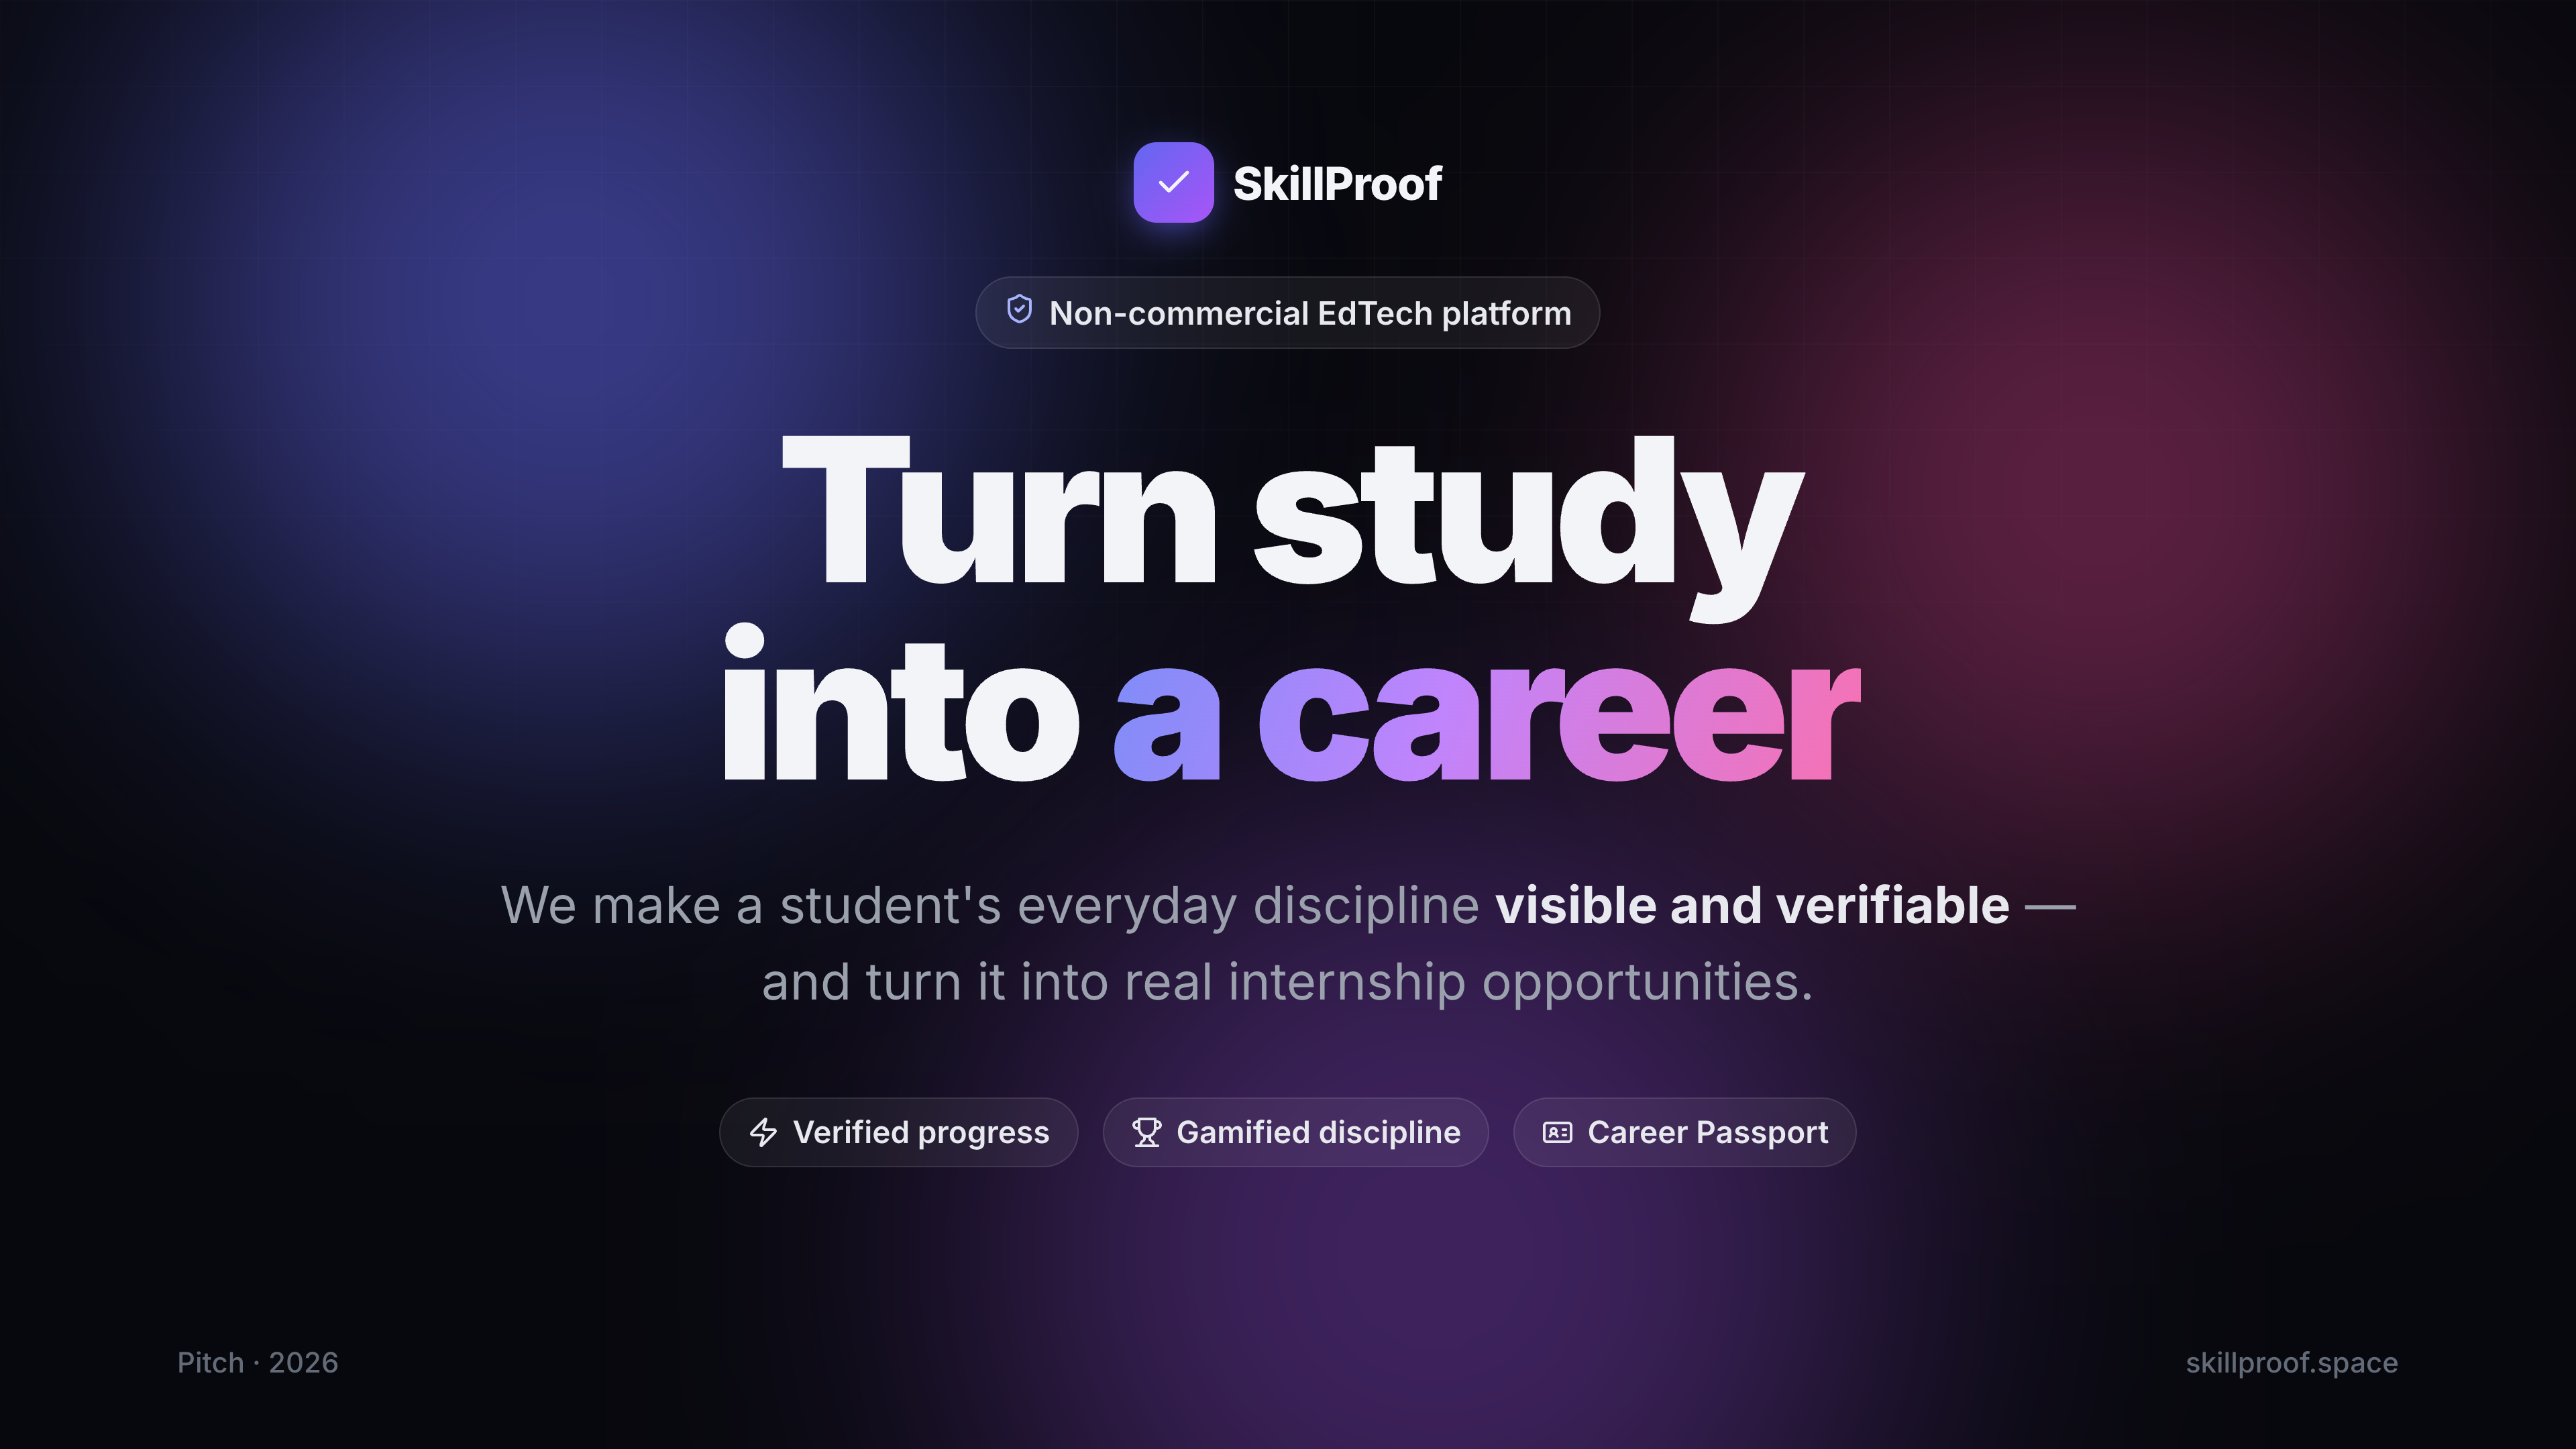 SkillProof
Non-commercial EdTech platform
Turn study
into a career
We make a student's everyday discipline visible and verifiable —
and turn it into real internship opportunities.
Verified progress
Gamified discipline
Career Passport
Pitch · 2026
skillproof.space